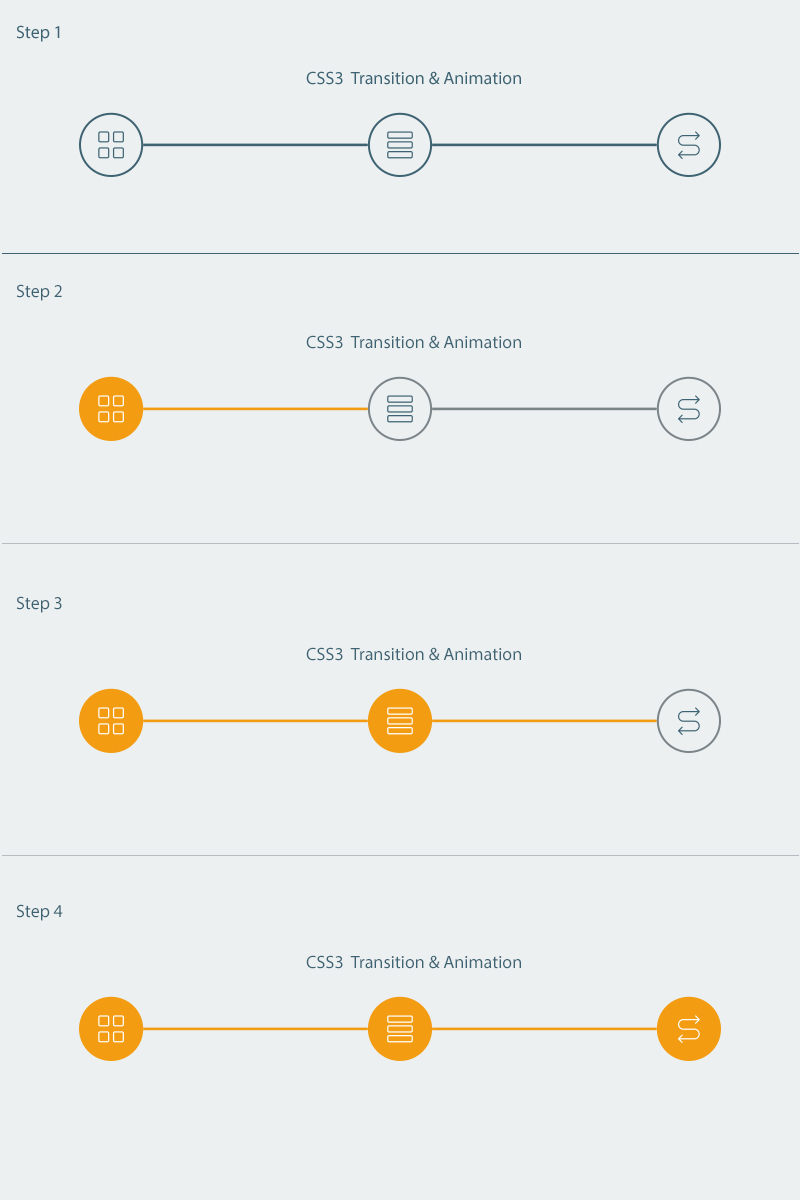 Step 1
CSS3 Transition & Animation
Step 2
CSS3 Transition & Animation
Step 3
CSS3 Transition & Animation
Step 4
CSS3 Transition & Animation